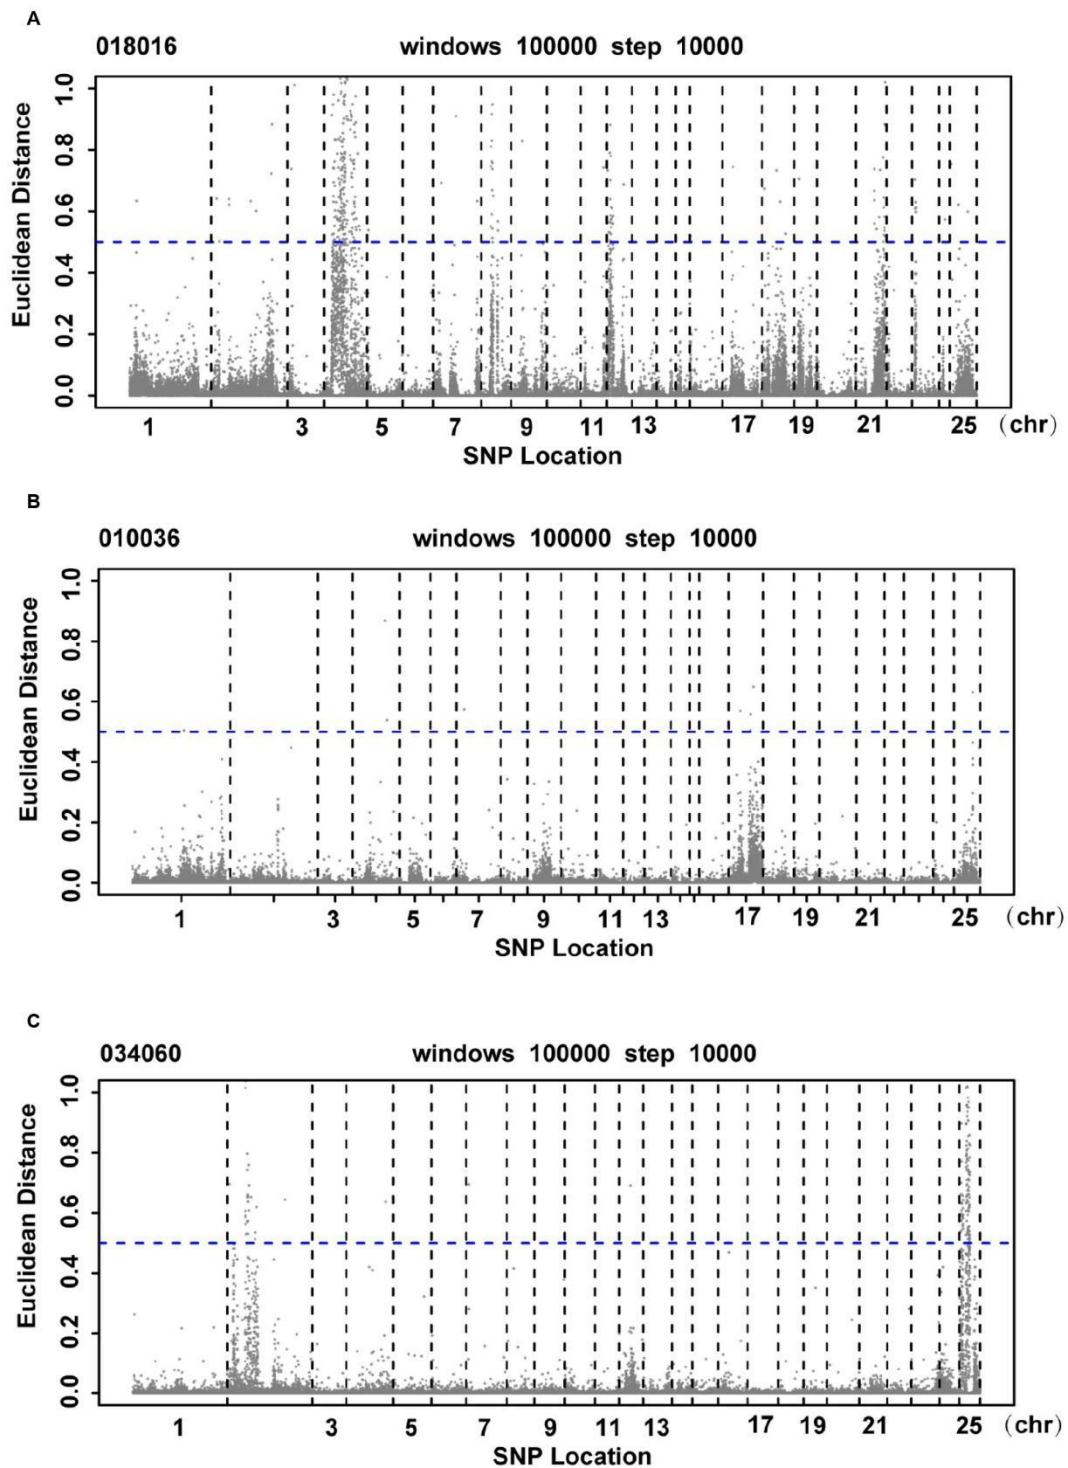 A
018016 windows 100000 step 10000
Euclidean Distance
1.0
0.8
0.6
0.4
0.2
0.0
1 3 5 7 9 11 13 17 19 21 25 (chr)
SNP Location
B
010036 windows 100000 step 10000
Euclidean Distance
1.0
0.8
0.6
0.4
0.2
0.0
1 3 5 7 9 11 13 17 19 21 25 (chr)
SNP Location
C
034060 windows 100000 step 10000
Euclidean Distance
1.0
0.8
0.6
0.4
0.2
0.0
1 3 5 7 9 11 13 17 19 21 25 (chr)
SNP Location